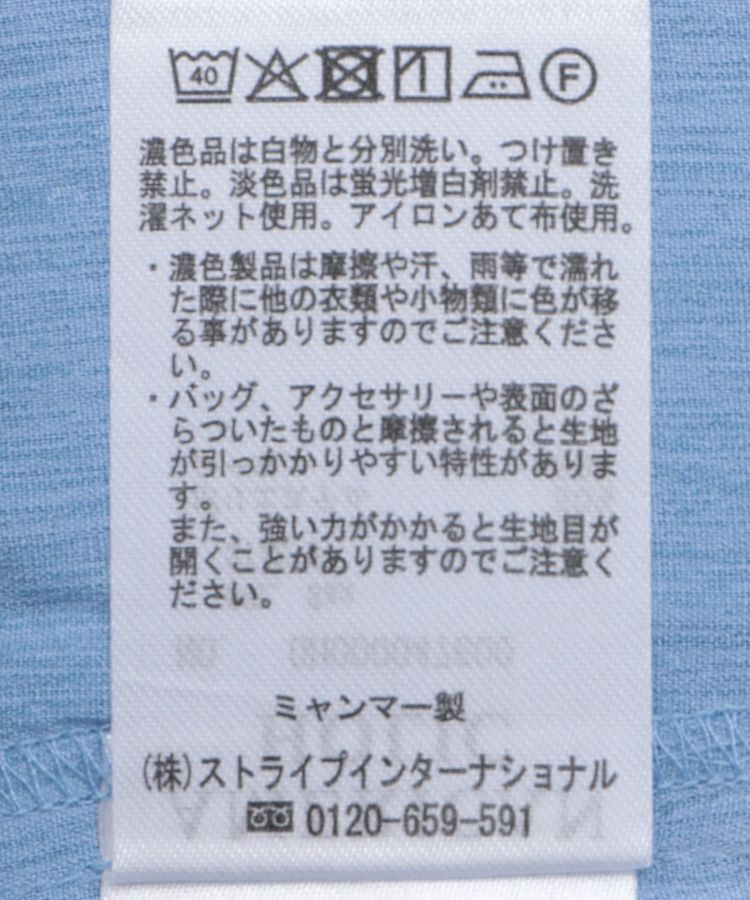 40 F
濃色品は白物と分別洗い。つけ置き
禁止。淡色品は蛍光増白剤禁止。洗
濯ネット使用。アイロンあて布使用。
・濃色製品は摩擦や汗、雨等で濡れ
た際に他の衣類や小物類に色が移
る事がありますのでご注意くださ
い。
・バッグ、アクセサリーや表面のざ
らついたものと摩擦されると生地
が引っかかりやすい特性がありま
す。
また、強い力がかかると生地目が
開くことがありますのでご注意く
ださい。
ミャンマー製
(株)ストライプインターナショナル
0120-659-591